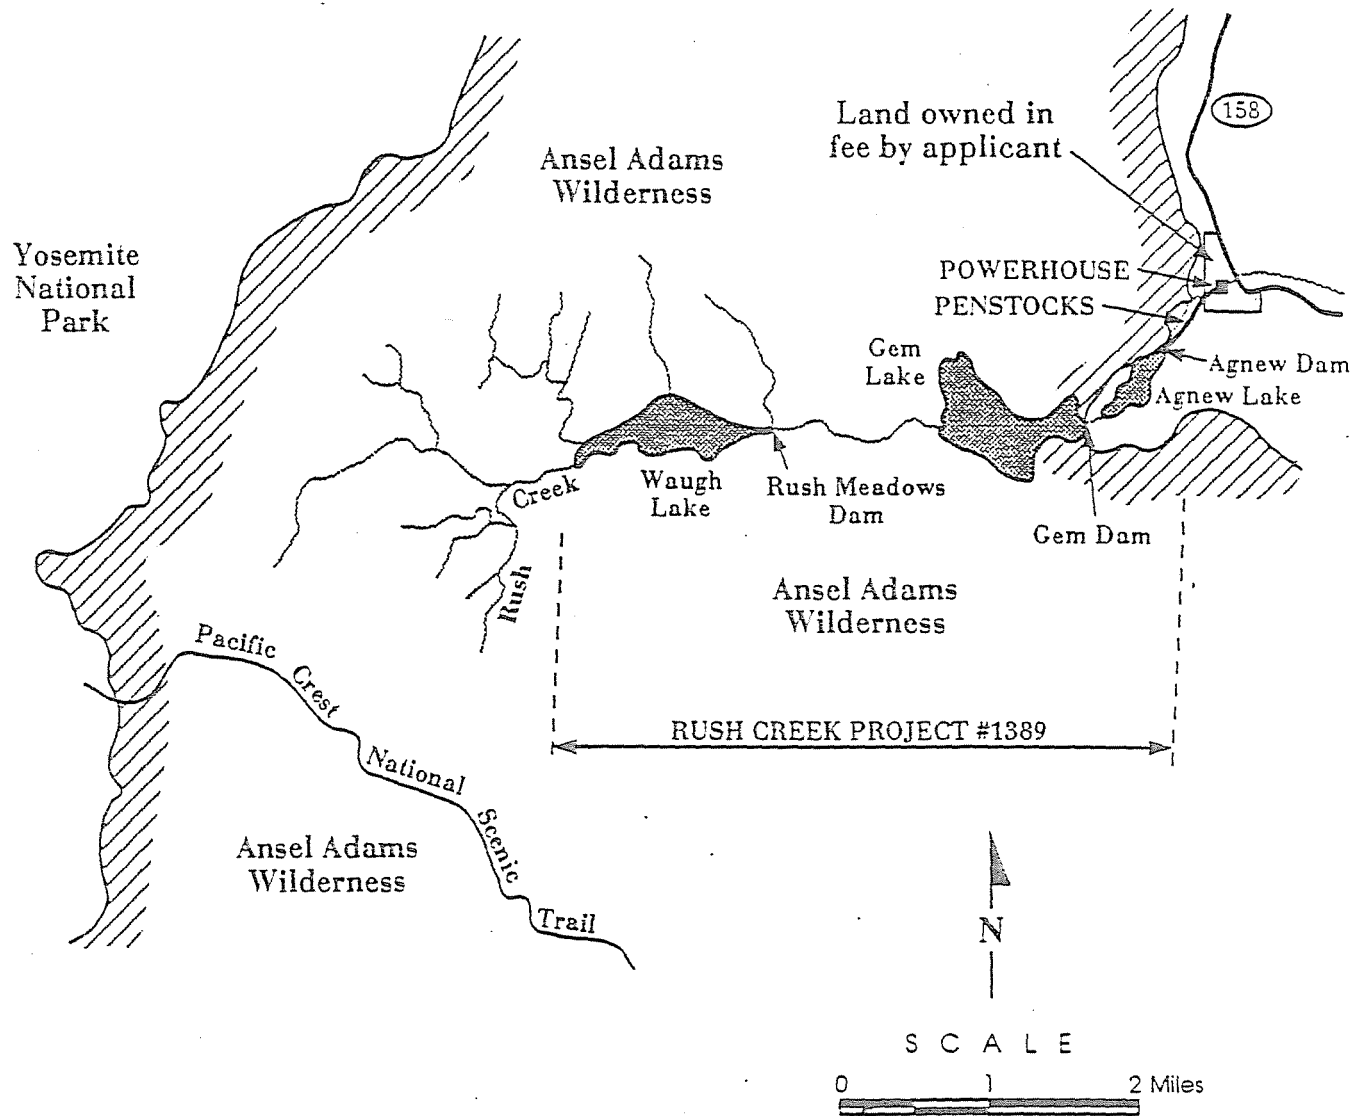 158
Land owned in
fee by applicant
Ansel Adams
Wilderness
Yosemite
National
Park
POWERHOUSE
PENSTOCKS
Gem
Lake
Agnew Dam
Agnew Lake
Waugh
Lake
Rush Meadows
Dam
Creek
Rush
Gem Dam
Ansel Adams
Wilderness
Pacific Crest National Scenic Trail
RUSH CREEK PROJECT #1389
Ansel Adams
Wilderness
N
SCALE
0 1 2 Miles